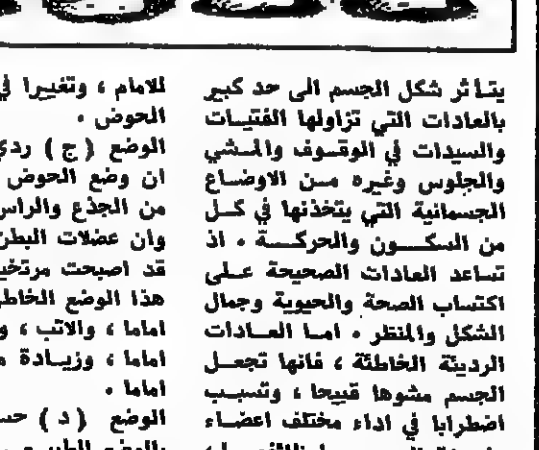 يتأثر شكل الجسم الى حد كبير
بالعادات التي تزاولها الفتيات
والسيدات في الوقوف والمشي
والجلوس وغيره من الاوضاع
الجسمانية التي يتخذنها في كل
من السكون والحركة . اذ
تساعد العادات الصحيحة على
اكتساب الصحة والحيوية وجمال
الشكل والمنظر . اما العادات
الرديئة الخاطئة ، فانها تجعل
الجسم مشوها قبيحا ، وتسبب
اضطرابا في اداء مختلف اعضاء
للامام ، وتغييرا في
الحوض .
الوضع ( ج )
ان وضع الحوض
من الجذع والراس
وان عضلات البطن
قد اصبحت
هذا الوضع
اماما ، والاتب ،
اماما ، وزيادة
اماما .
الوضع ( د )